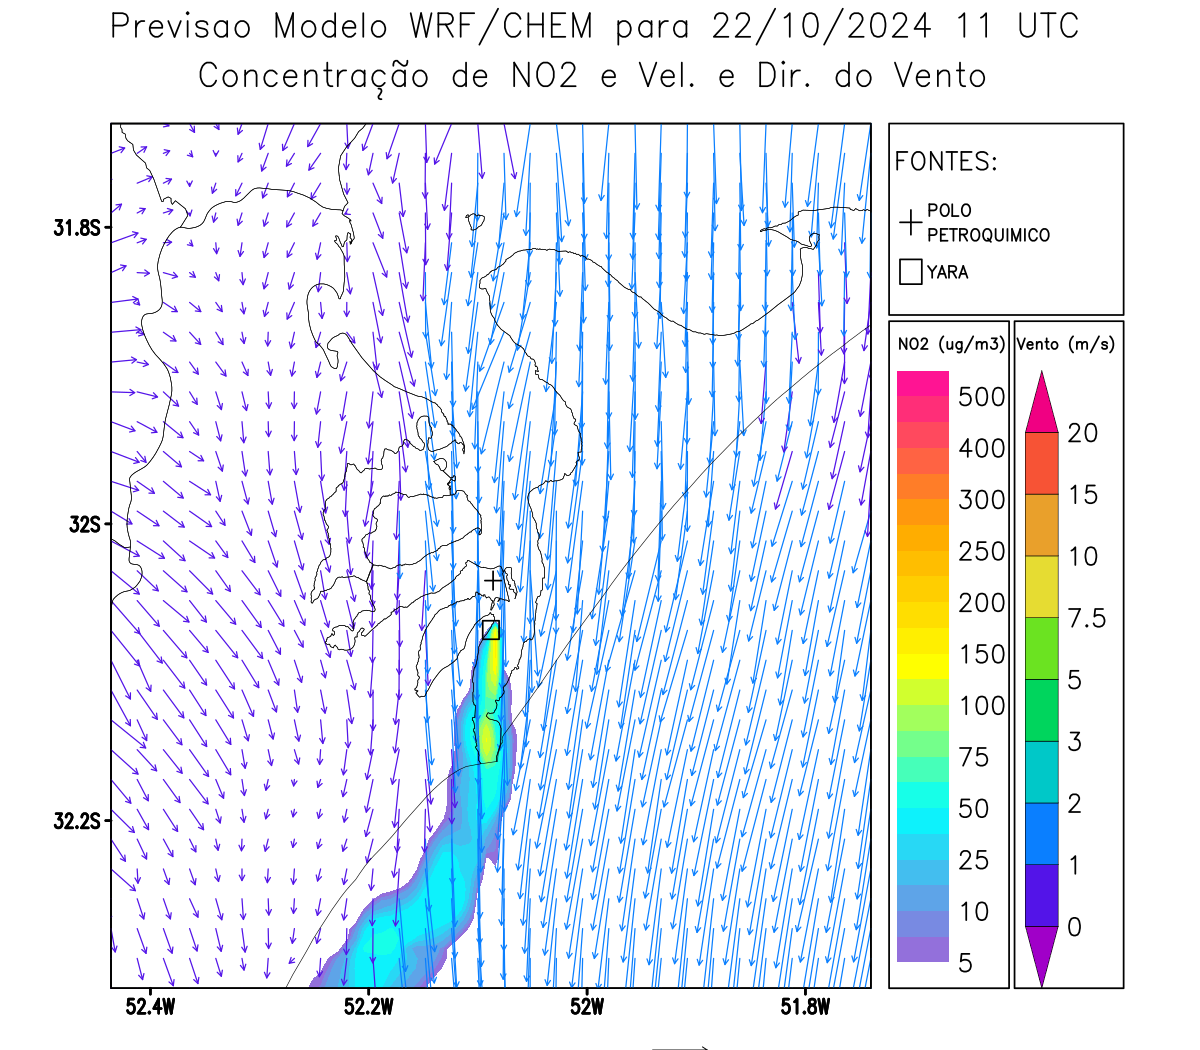 Previsao Modelo WRF/CHEM para 22/10/2024 11 UTC
Concentração de NO2 e Vel. e Dir. do Vento
FONTES:
POLO
PETROQUIMICO
YARA
NO2 (ug/m3)
500
400
300
250
200
150
100
75
50
25
10
5
Vento (m/s)
20
15
10
7.5
5
3
2
1
0
31.8S
32S
32.2S
52.4W 52.2W 52W 51.8W